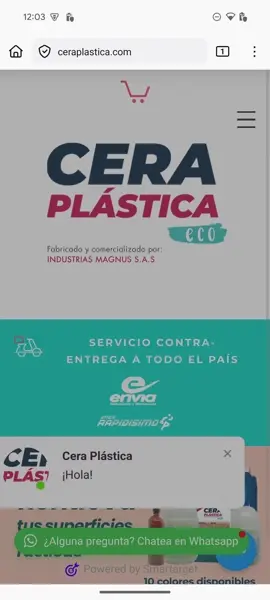 12:03
ceraplastica.com
1
CERA
PLÁSTICA
eco
Fabricado y comercializado por:
INDUSTRIAS MAGNUS S.A.S
SERVICIO CONTRA-
ENTREGA A TODO EL PAÍS
envia
RAPIDÍSIMO
Cera Plástica
¡Hola!
tus superficies
¿Alguna pregunta? Chatea en Whatsapp
Powered by Smartarget
10 colores disponibles